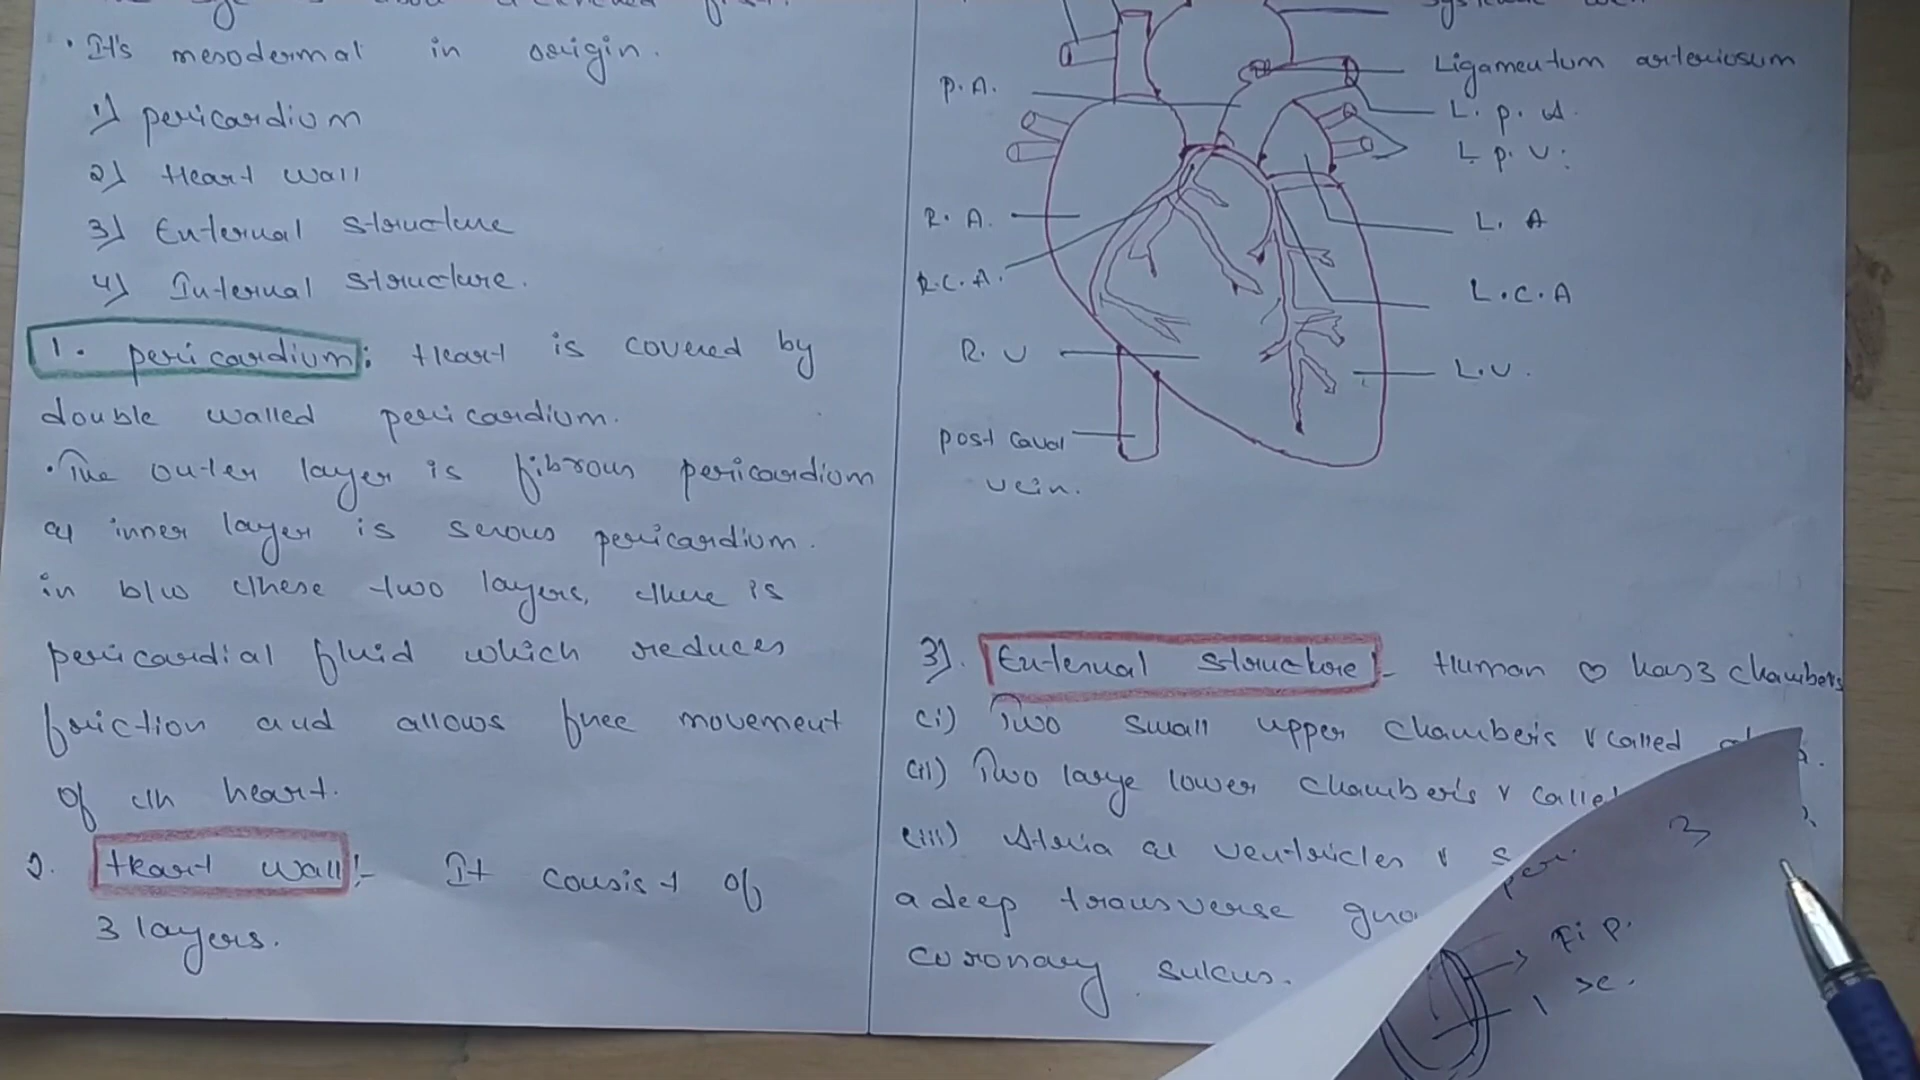 • It's mesodermal in origin.
1) pericardium
2) Heart wall
3) External structure
4) Internal structure.
1. pericardium: Heart is covered by
double walled pericardium.
• The outer layer is fibrous pericardium
& inner layer is serous pericardium.
in b/w these two layers, there is
pericardial fluid which reduces
friction and allows free movement
of th heart.
2. Heart wall:- It consist of
3 layers.
Ligamentum arteriosum
P.A.
L.P.A.
L.P.V.
R.A.
L.A
R.C.A.
L.C.A
R.V
L.V.
Post caval
vein.
3). External structure:- Human ♡ has 3 chambers
(i) Two small upper chambers r called
(ii) Two large lower chambers r called
(iii) Atria & ventricles r
a deep transverse
coronary sulcus.
3
Fi P.
se.